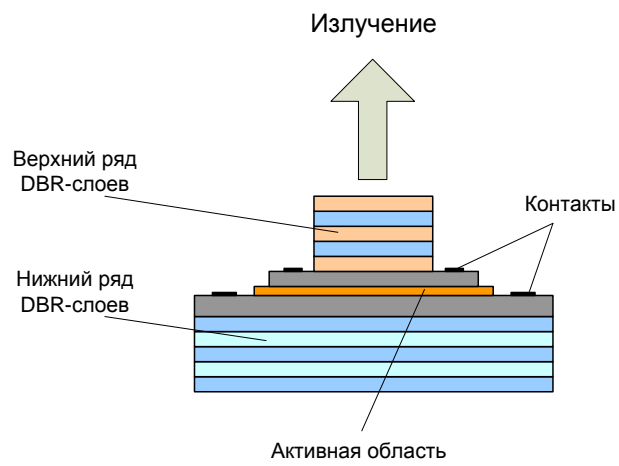 Излучение
Верхний ряд
DBR-слоев
Контакты
Нижний ряд
DBR-слоев
Активная область